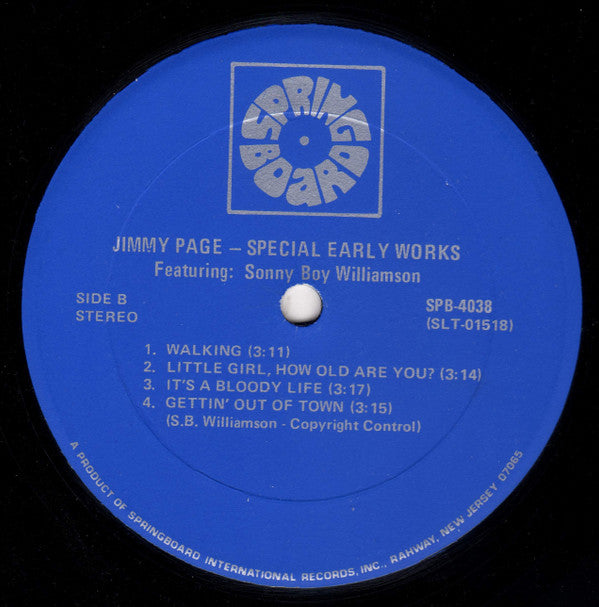 SPRING
BOARD
JIMMY PAGE – SPECIAL EARLY WORKS
Featuring: Sonny Boy Williamson
SIDE B
STEREO
SPB-4038
(SLT-01518)
1. WALKING (3:11)
2. LITTLE GIRL, HOW OLD ARE YOU? (3:14)
3. IT'S A BLOODY LIFE (3:17)
4. GETTIN' OUT OF TOWN (3:15)
(S.B. Williamson - Copyright Control)
A PRODUCT OF SPRINGBOARD INTERNATIONAL RECORDS, INC., RAHWAY, NEW JERSEY 07065